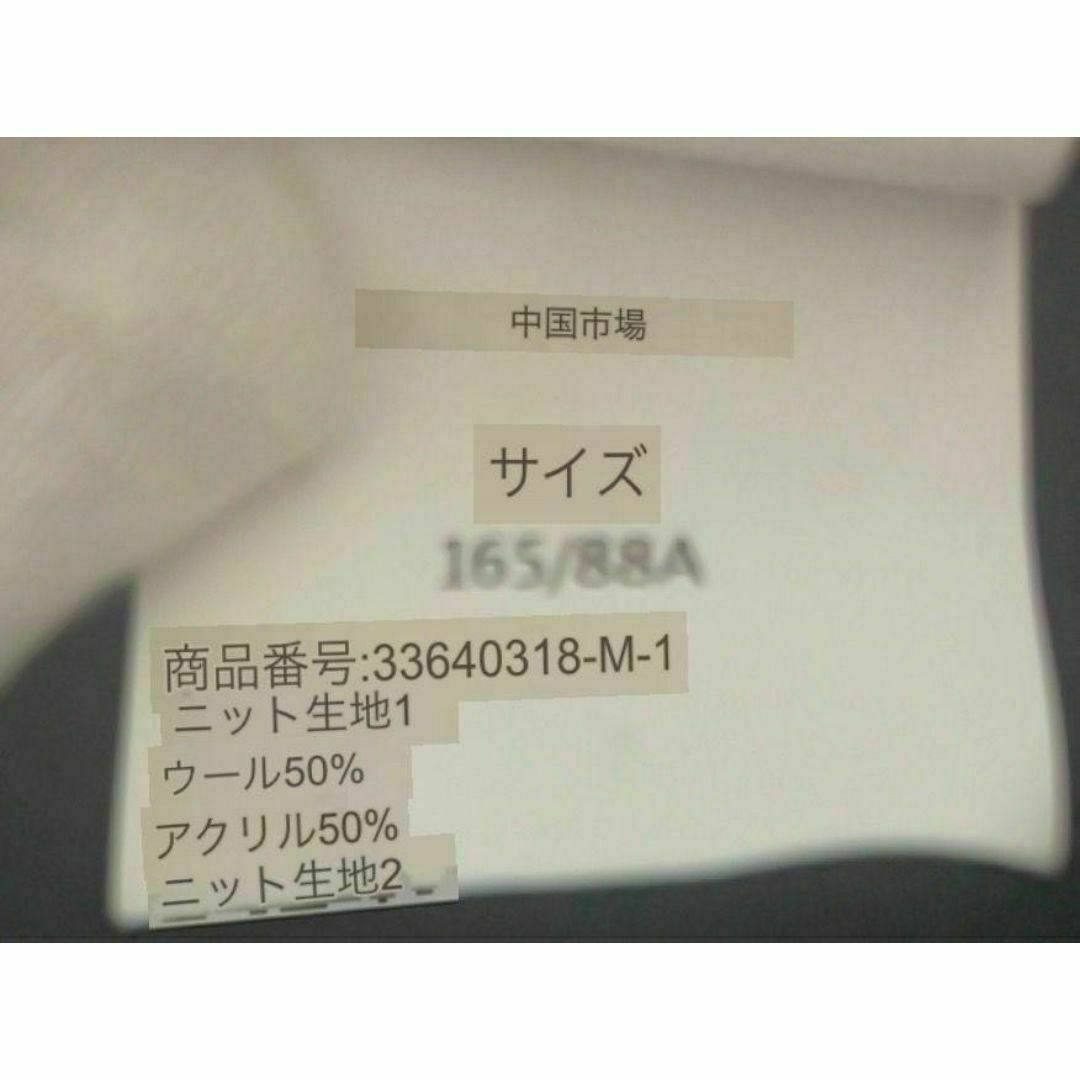 中国市場
サイズ
165/88A
商品番号:33640318-M-1
ニット生地1
ウール50%
アクリル50%
ニット生地2